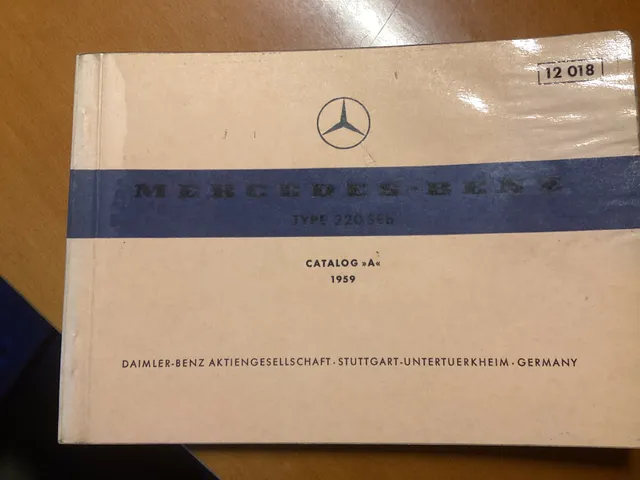 12 018
MERCEDES-BENZ
TYPE 220 SEb
CATALOG »A«
1959
DAIMLER-BENZ AKTIENGESELLSCHAFT · STUTTGART-UNTERTUERKHEIM · GERMANY